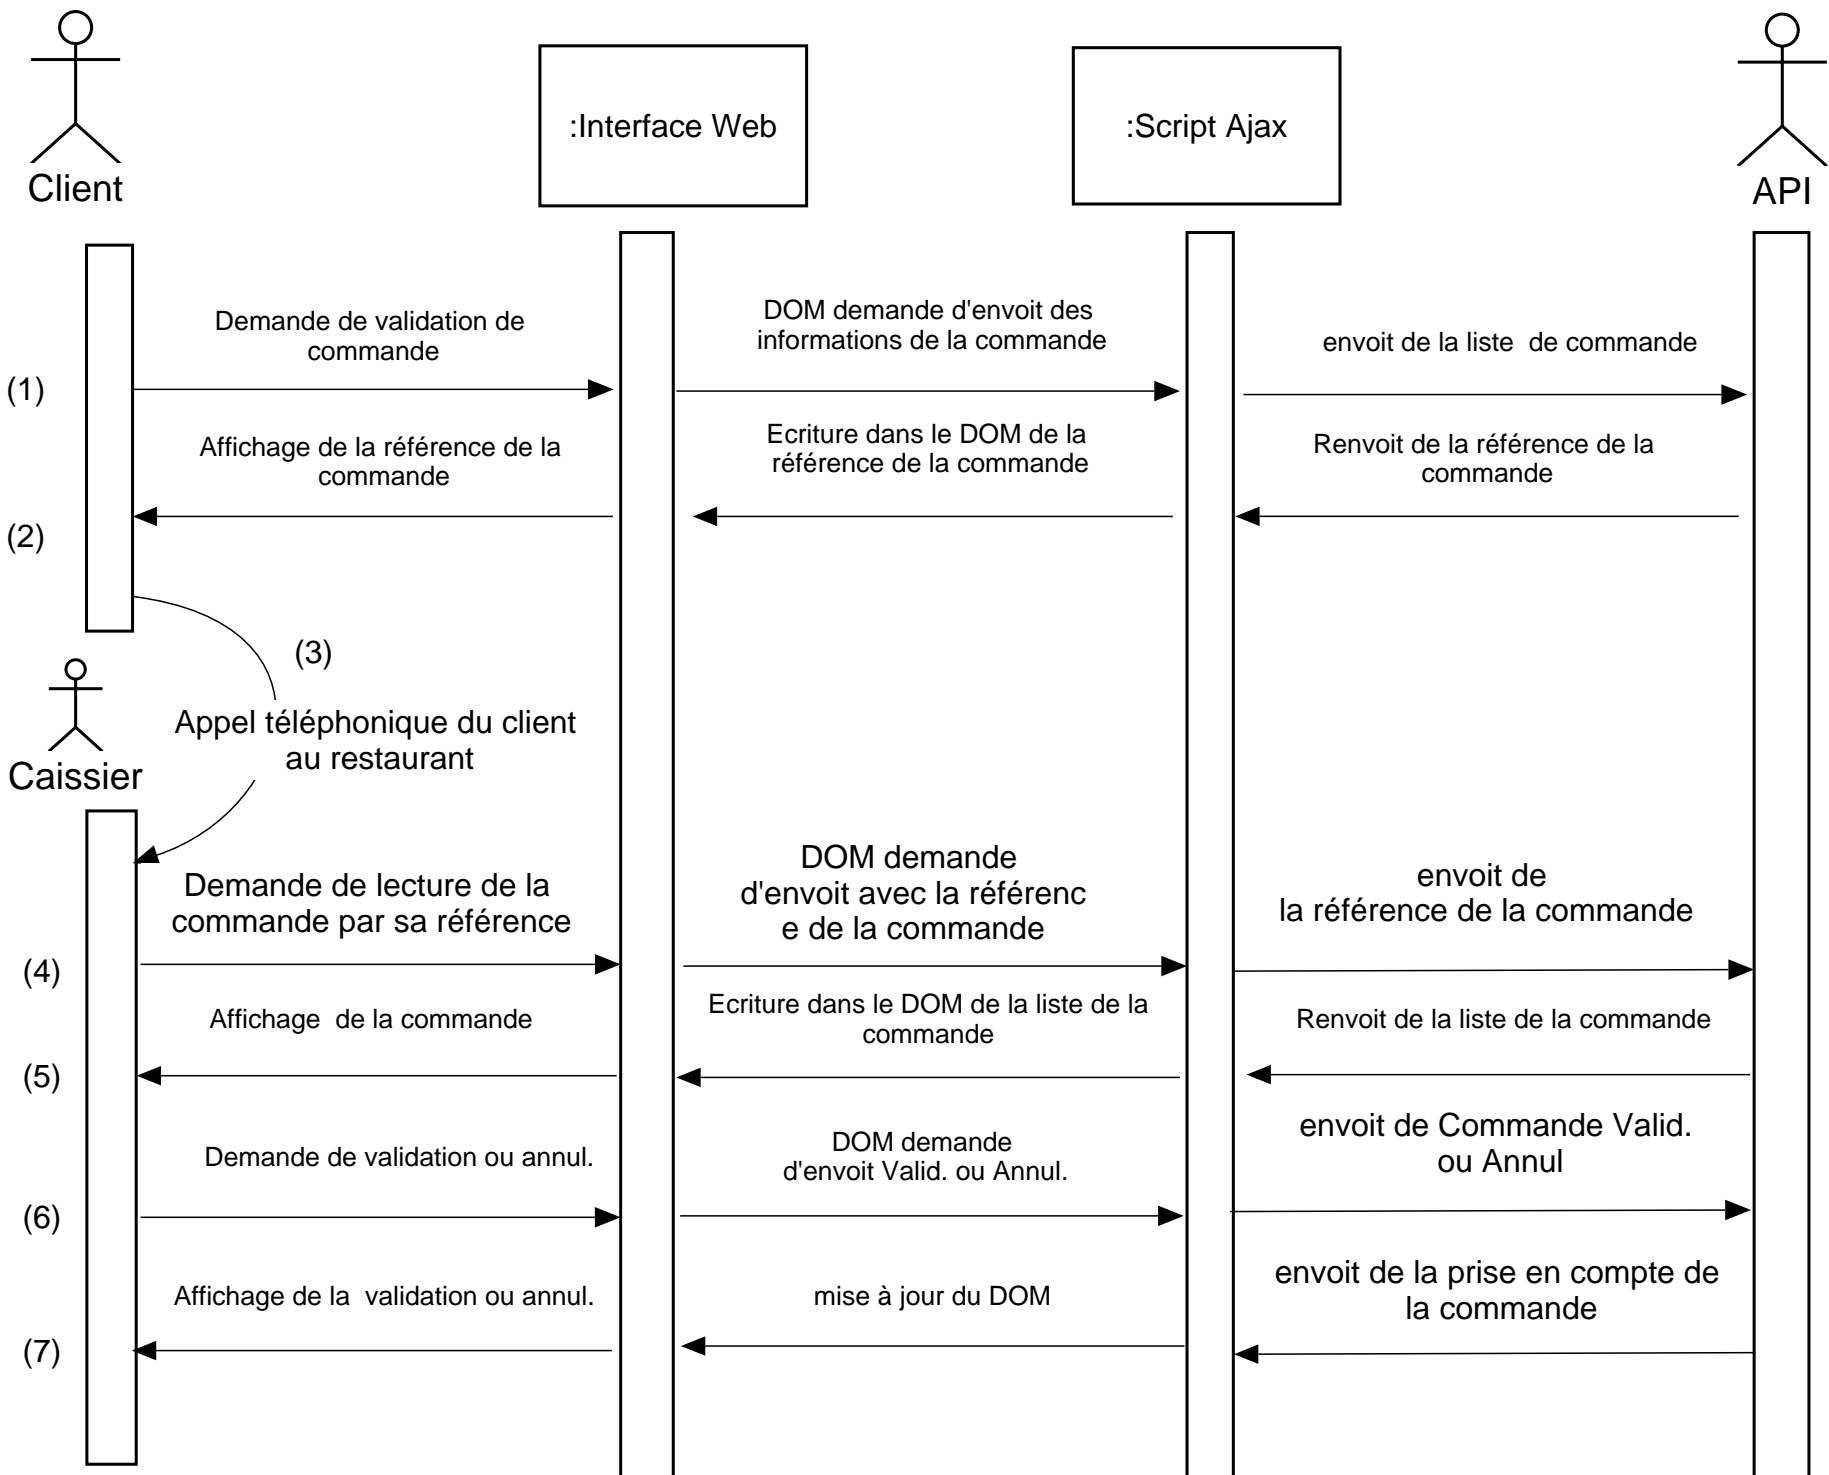 Client
:Interface Web
:Script Ajax
API
Demande de validation de
commande
DOM demande d'envoit des
informations de la commande
envoit de la liste de commande
(1)
Affichage de la référence de la
commande
Ecriture dans le DOM de la
référence de la commande
Renvoit de la référence de la
commande
(2)
(3)
Appel téléphonique du client
au restaurant
Caissier
Demande de lecture de la
commande par sa référence
DOM demande
d'envoit avec la référenc
e de la commande
envoit de
la référence de la commande
(4)
Affichage de la commande
Ecriture dans le DOM de la liste de la
commande
Renvoit de la liste de la commande
(5)
Demande de validation ou annul.
DOM demande
d'envoit Valid. ou Annul.
envoit de Commande Valid.
ou Annul
(6)
Affichage de la validation ou annul.
mise à jour du DOM
envoit de la prise en compte de
la commande
(7)